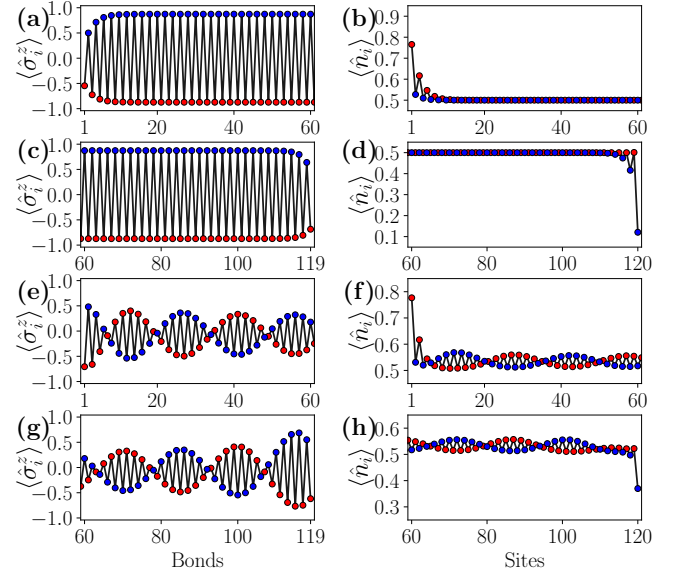 (a) ⟨σ̂ᵢᶻ⟩ 1.0 0.5 0.0 −0.5 −1.0 1 20 40 60
(b) ⟨n̂ᵢ⟩ 0.9 0.8 0.7 0.6 0.5 1 20 40 60
(c) ⟨σ̂ᵢᶻ⟩ 1.0 0.5 0.0 −0.5 −1.0 60 80 100 119
(d) ⟨n̂ᵢ⟩ 0.5 0.4 0.3 0.2 0.1 60 80 100 120
(e) ⟨σ̂ᵢᶻ⟩ 1.0 0.5 0.0 −0.5 −1.0 1 20 40 60
(f) ⟨n̂ᵢ⟩ 0.8 0.7 0.6 0.5 1 20 40 60
(g) ⟨σ̂ᵢᶻ⟩ 1.0 0.5 0.0 −0.5 −1.0 60 80 100 119
(h) ⟨n̂ᵢ⟩ 0.6 0.5 0.4 0.3 60 80 100 120
Bonds
Sites